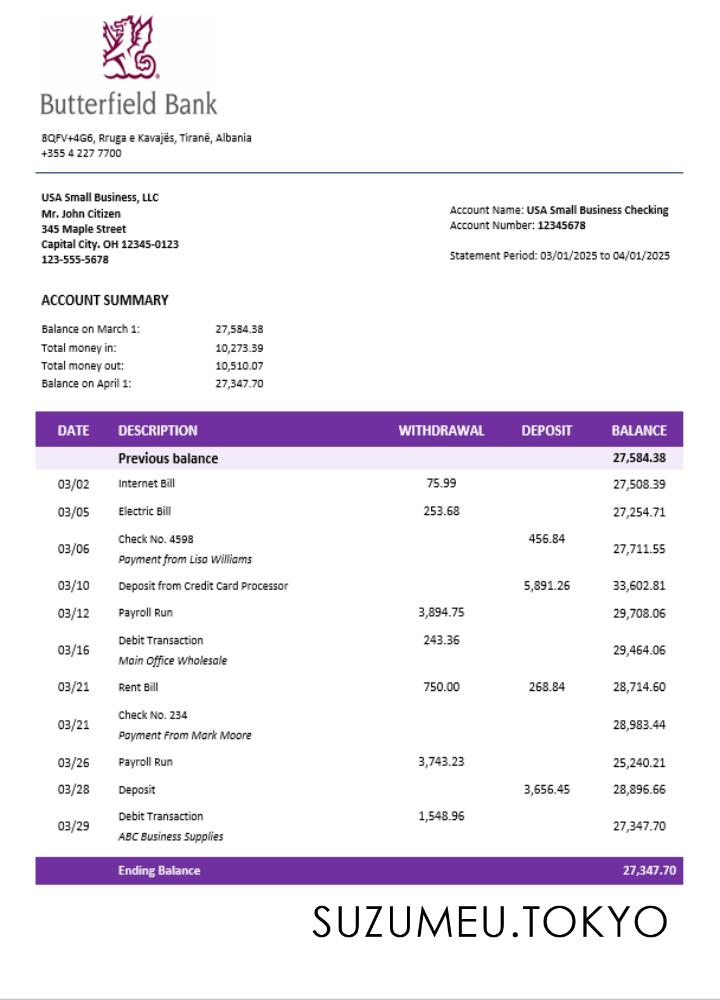 Butterfield Bank
8QFV+4G6, Rruga e Kavajës, Tiranë, Albania
+355 4 227 7700
USA Small Business, LLC
Mr. John Citizen
345 Maple Street
Capital City. OH 12345-0123
123-555-5678
Account Name: USA Small Business Checking
Account Number: 12345678
Statement Period: 03/01/2025 to 04/01/2025
ACCOUNT SUMMARY
Balance on March 1: 27,584.38
Total money in: 10,273.39
Total money out: 10,510.07
Balance on April 1: 27,347.70
DATE DESCRIPTION WITHDRAWAL DEPOSIT BALANCE
Previous balance 27,584.38
03/02 Internet Bill 75.99 27,508.39
03/05 Electric Bill 253.68 27,254.71
03/06 Check No. 4598 456.84 27,711.55
Payment from Lisa Williams
03/10 Deposit from Credit Card Processor 5,891.26 33,602.81
03/12 Payroll Run 3,894.75 29,708.06
03/16 Debit Transaction 243.36 29,464.06
Main Office Wholesale
03/21 Rent Bill 750.00 268.84 28,714.60
03/21 Check No. 234 28,983.44
Payment From Mark Moore
03/26 Payroll Run 3,743.23 25,240.21
03/28 Deposit 3,656.45 28,896.66
03/29 Debit Transaction 1,548.96 27,347.70
ABC Business Supplies
Ending Balance 27,347.70
SUZUMEU.TOKYO